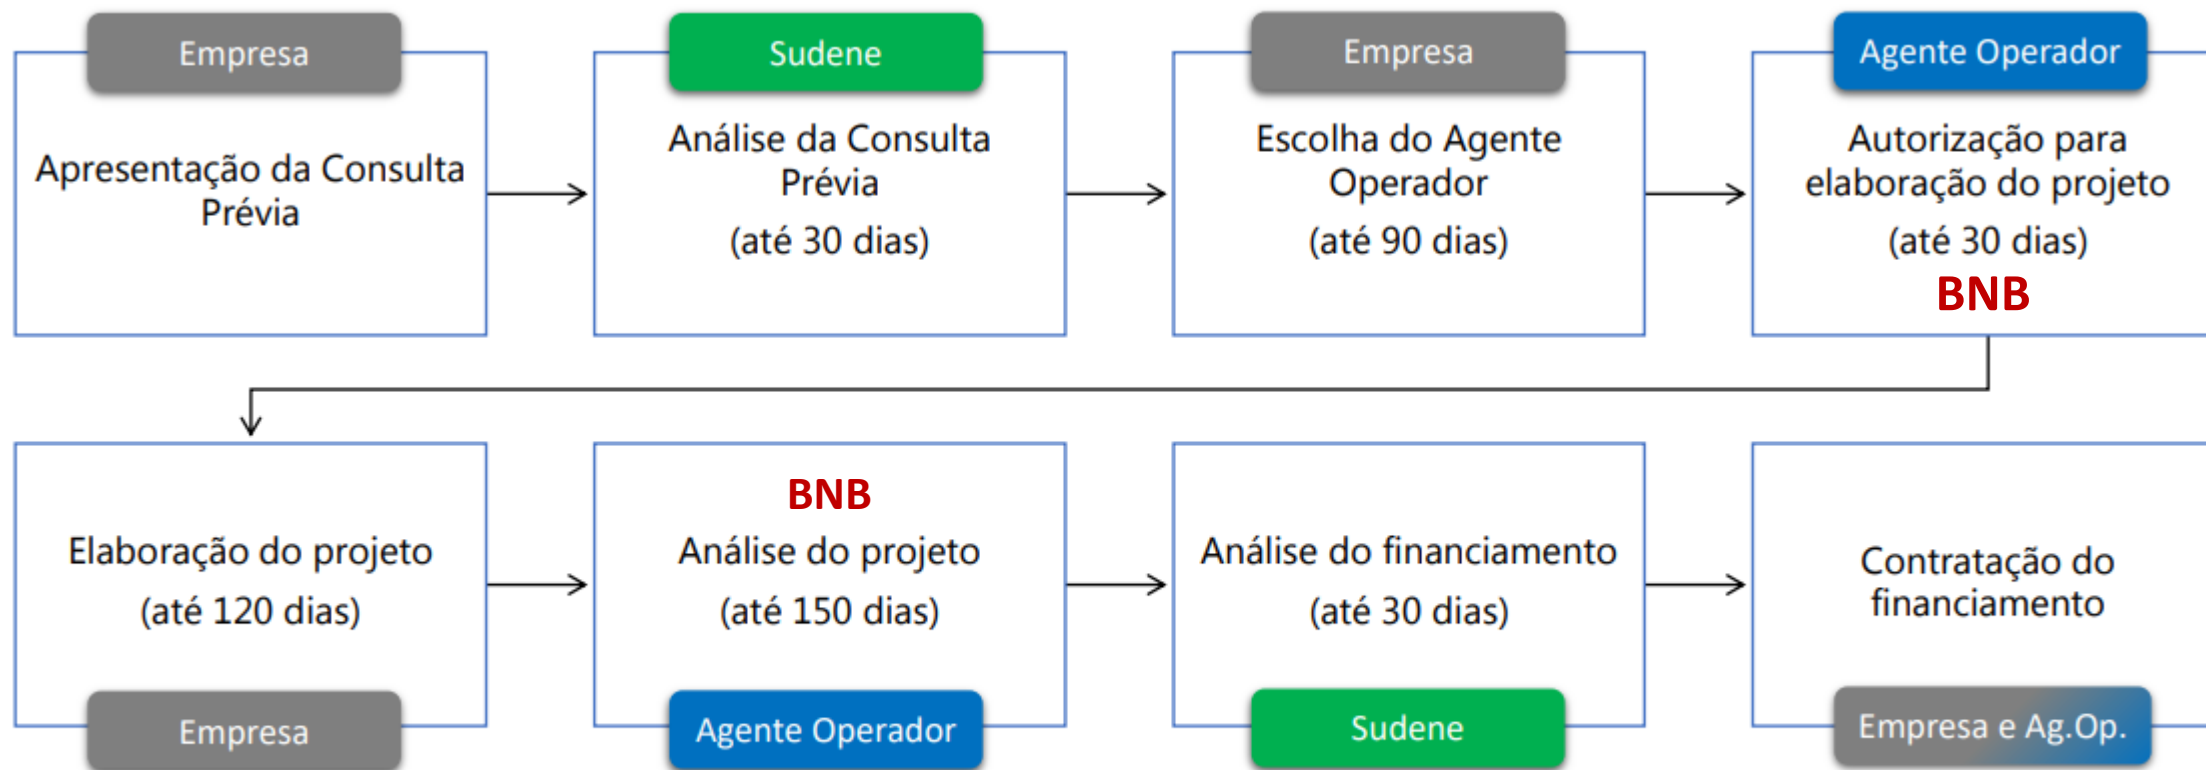 Empresa
Apresentação da Consulta
Prévia
Sudene
Análise da Consulta
Prévia
(até 30 dias)
Empresa
Escolha do Agente
Operador
(até 90 dias)
Agente Operador
Autorização para
elaboração do projeto
(até 30 dias)
BNB
Elaboração do projeto
(até 120 dias)
Empresa
BNB
Análise do projeto
(até 150 dias)
Agente Operador
Análise do financiamento
(até 30 dias)
Sudene
Contratação do
financiamento
Empresa e Ag.Op.